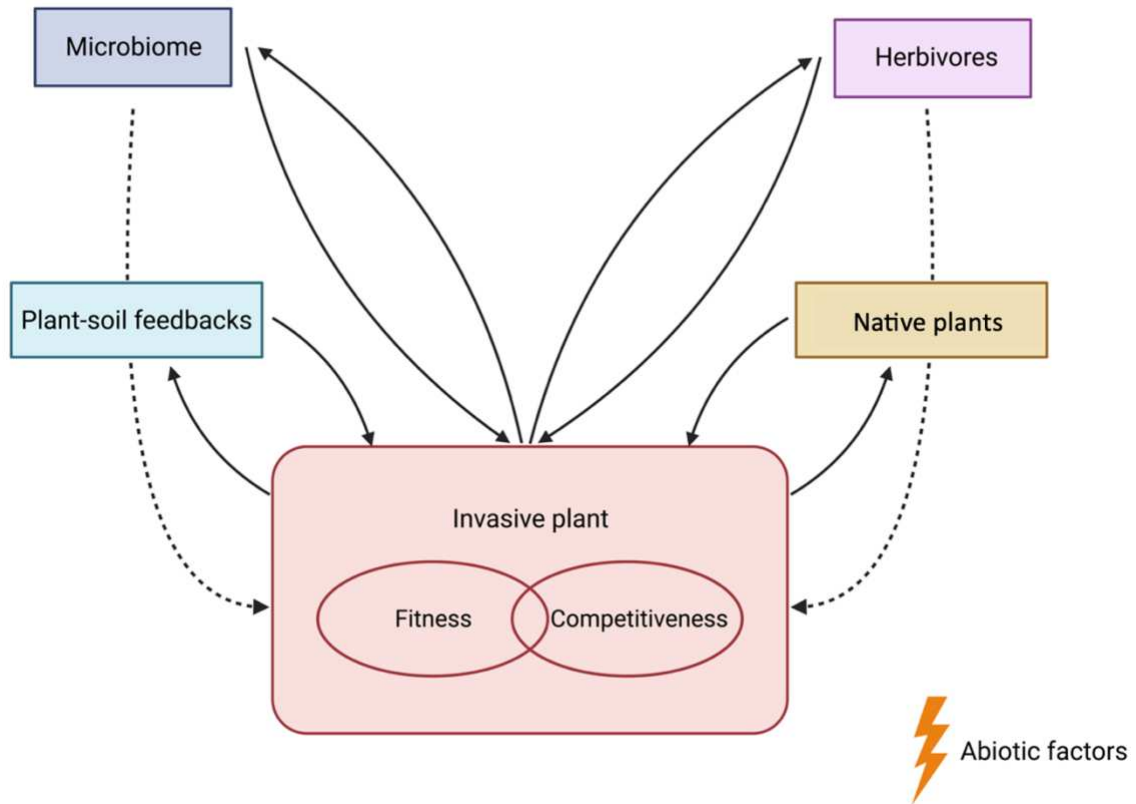 Microbiome
Herbivores
Plant-soil feedbacks
Native plants
Invasive plant
Fitness
Competitiveness
Abiotic factors